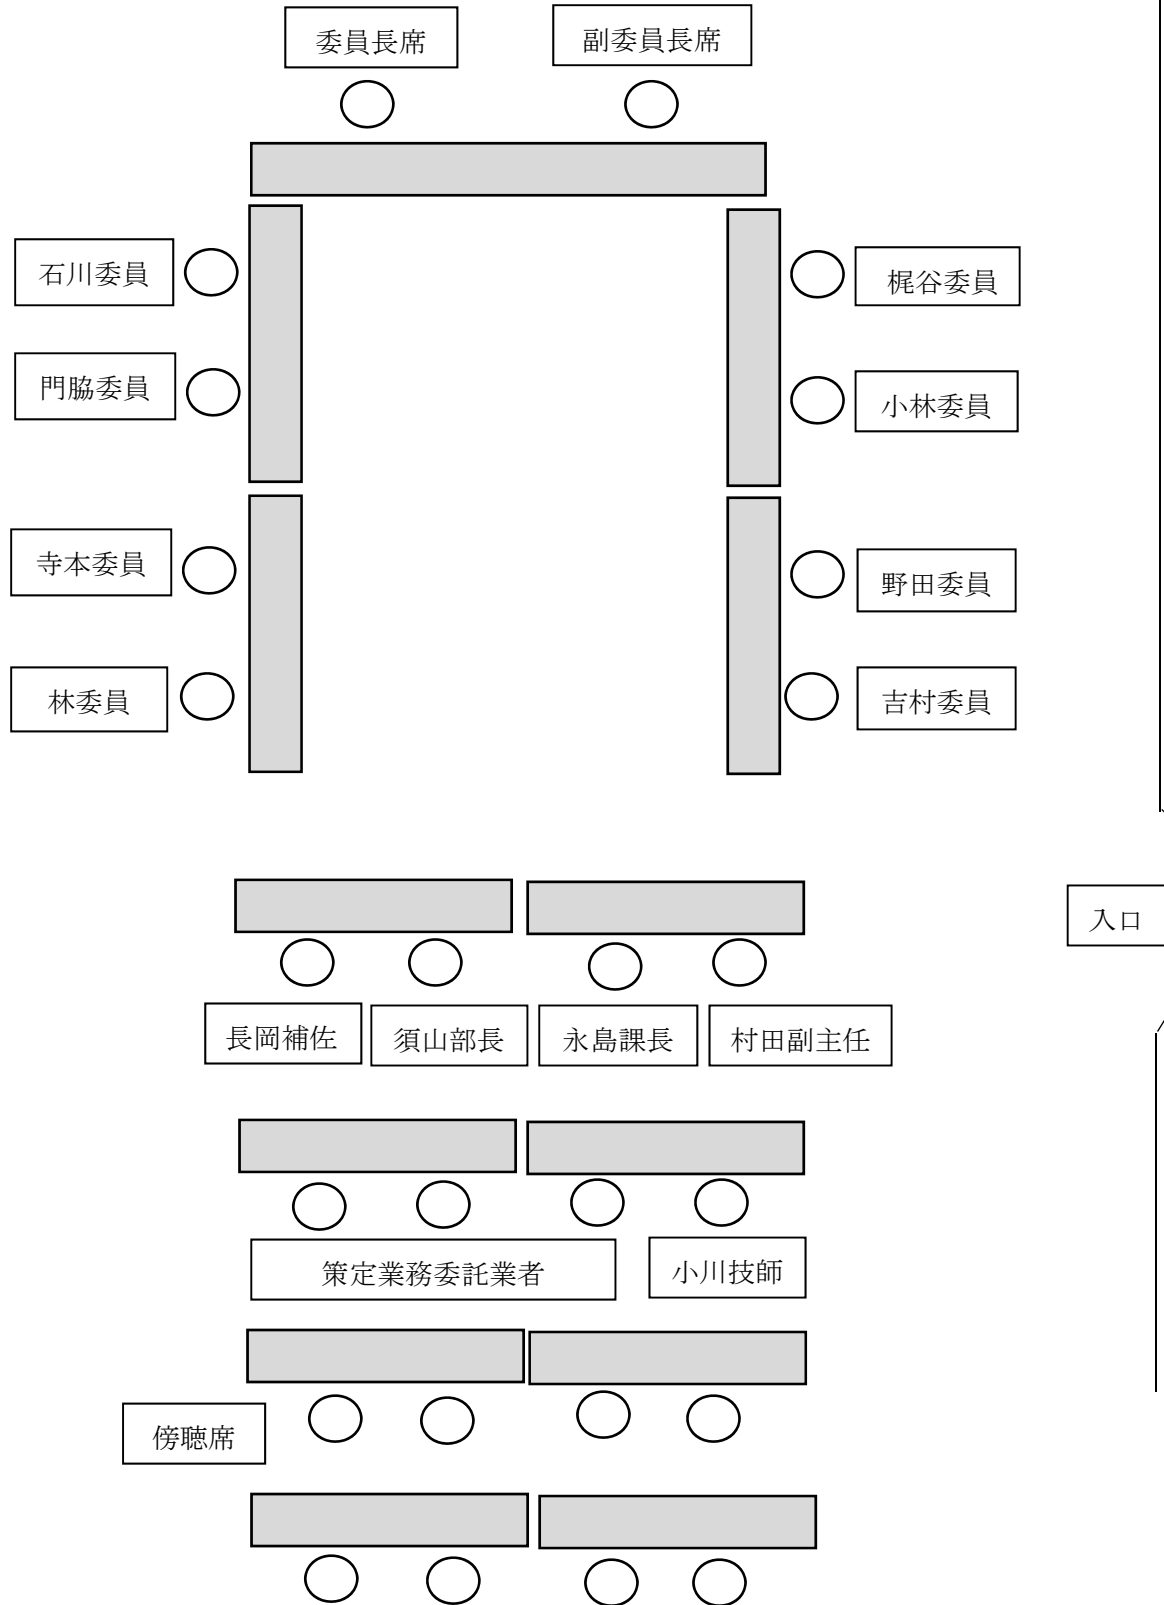 委員長席
副委員長席
石川委員
梶谷委員
門脇委員
小林委員
寺本委員
野田委員
林委員
吉村委員
入口
長岡補佐
須山部長
永島課長
村田副主任
策定業務委託業者
小川技師
傍聴席